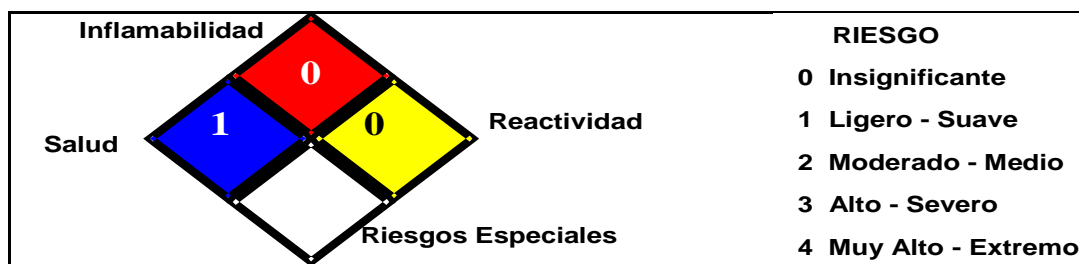 Inflamabilidad
0
1
0
Salud
Reactividad
Riesgos Especiales
RIESGO
0 Insignificante
1 Ligero - Suave
2 Moderado - Medio
3 Alto - Severo
4 Muy Alto - Extremo